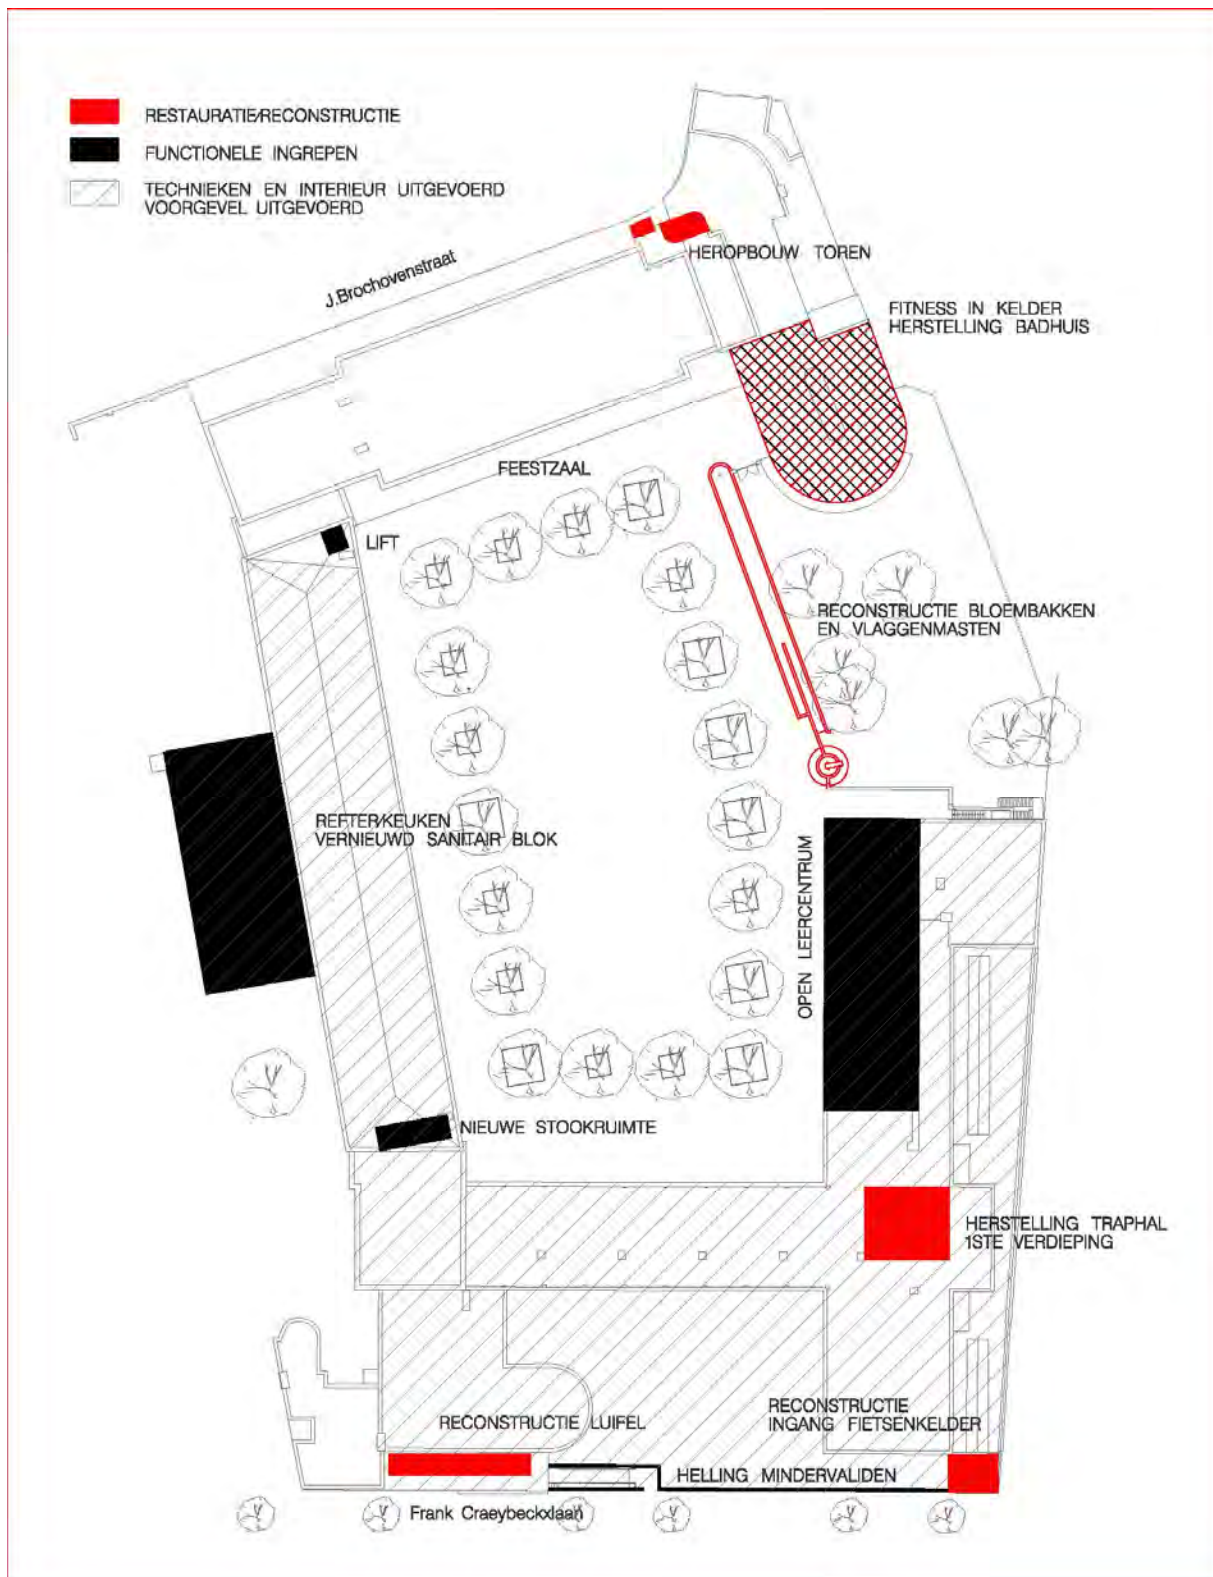 RESTAURATIE/RECONSTRUCTIE
FUNCTIONELE INGREPEN
TECHNIEKEN EN INTERIEUR UITGEVOERD
VOORGEVEL UITGEVOERD
J.Brochovenstraat
HEROPBOUW TOREN
FITNESS IN KELDER
HERSTELLING BADHUIS
FEESTZAAL
LIFT
RECONSTRUCTIE BLOEMBAKKEN
EN VLAGGENMASTEN
REFTER/KEUKEN
VERNIEUWD SANITAIR BLOK
OPEN LEERCENTRUM
NIEUWE STOOKRUIMTE
HERSTELLING TRAPHAL
1STE VERDIEPING
RECONSTRUCTIE LUIFEL
RECONSTRUCTIE
INGANG FIETSENKELDER
HELLING MINDERVALIDEN
Frank Craeybeckxlaan